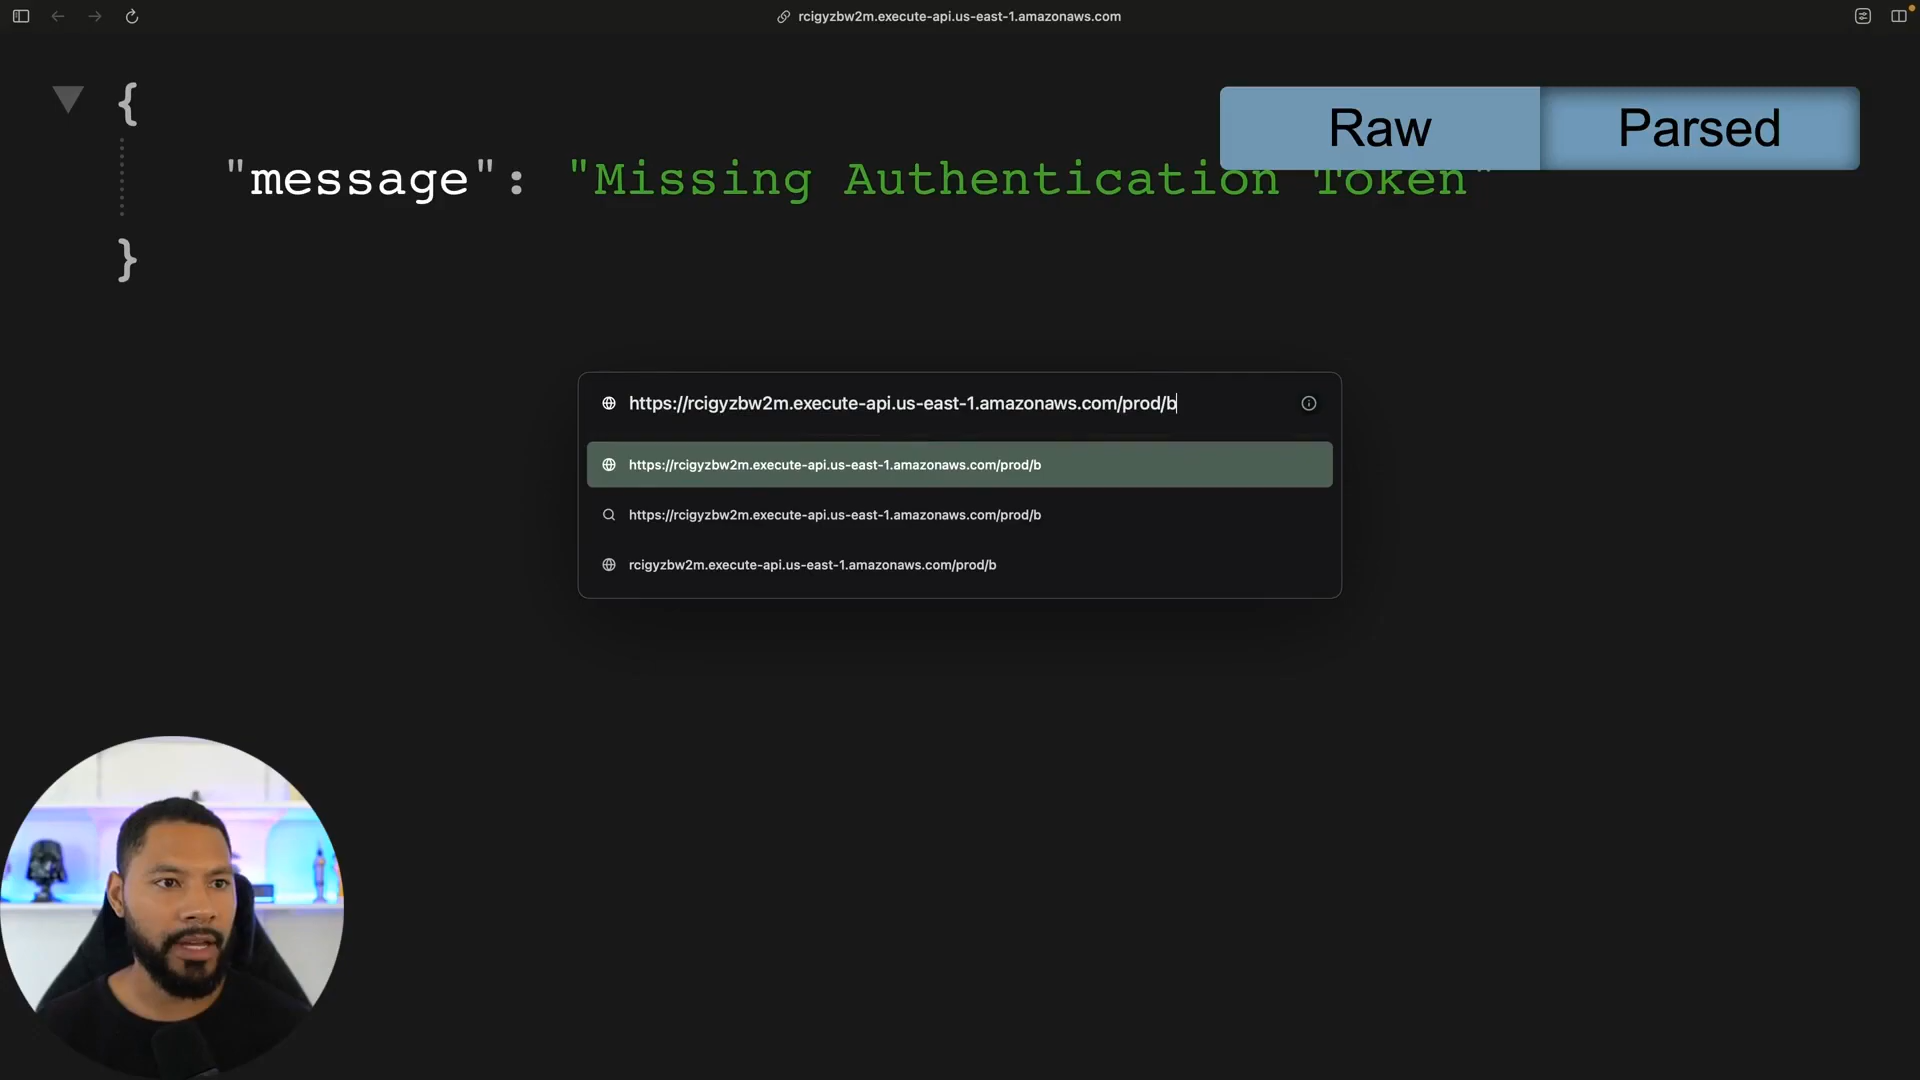 rcigyzbw2m.execute-api.us-east-1.amazonaws.com
{
Raw Parsed
"message": "Missing Authentication Token"
}
https://rcigyzbw2m.execute-api.us-east-1.amazonaws.com/prod/b
https://rcigyzbw2m.execute-api.us-east-1.amazonaws.com/prod/b
https://rcigyzbw2m.execute-api.us-east-1.amazonaws.com/prod/b
rcigyzbw2m.execute-api.us-east-1.amazonaws.com/prod/b